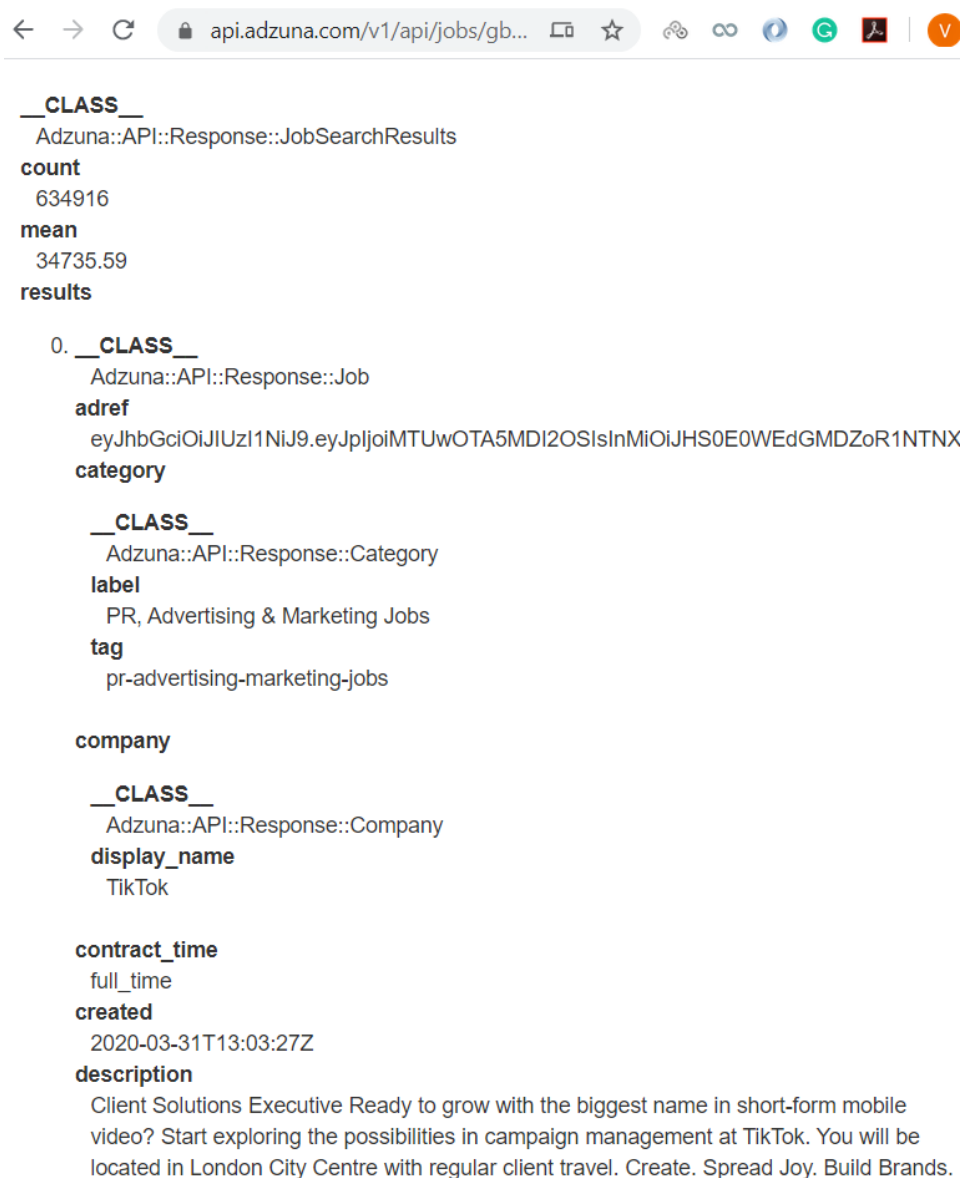 api.adzuna.com/v1/api/jobs/gb...
G
V
__CLASS__
Adzuna::API::Response::JobSearchResults
count
634916
mean
34735.59
results
0. __CLASS__
Adzuna::API::Response::Job
adref
eyJhbGciOiJIUzI1NiJ9.eyJpIjoiMTUwOTA5MDI2OSIsInMiOiJHS0E0WEdGMDZoR1NTNX
category
__CLASS__
Adzuna::API::Response::Category
label
PR, Advertising & Marketing Jobs
tag
pr-advertising-marketing-jobs
company
__CLASS__
Adzuna::API::Response::Company
display_name
TikTok
contract_time
full_time
created
2020-03-31T13:03:27Z
description
Client Solutions Executive Ready to grow with the biggest name in short-form mobile
video? Start exploring the possibilities in campaign management at TikTok. You will be
located in London City Centre with regular client travel. Create. Spread Joy. Build Brands.